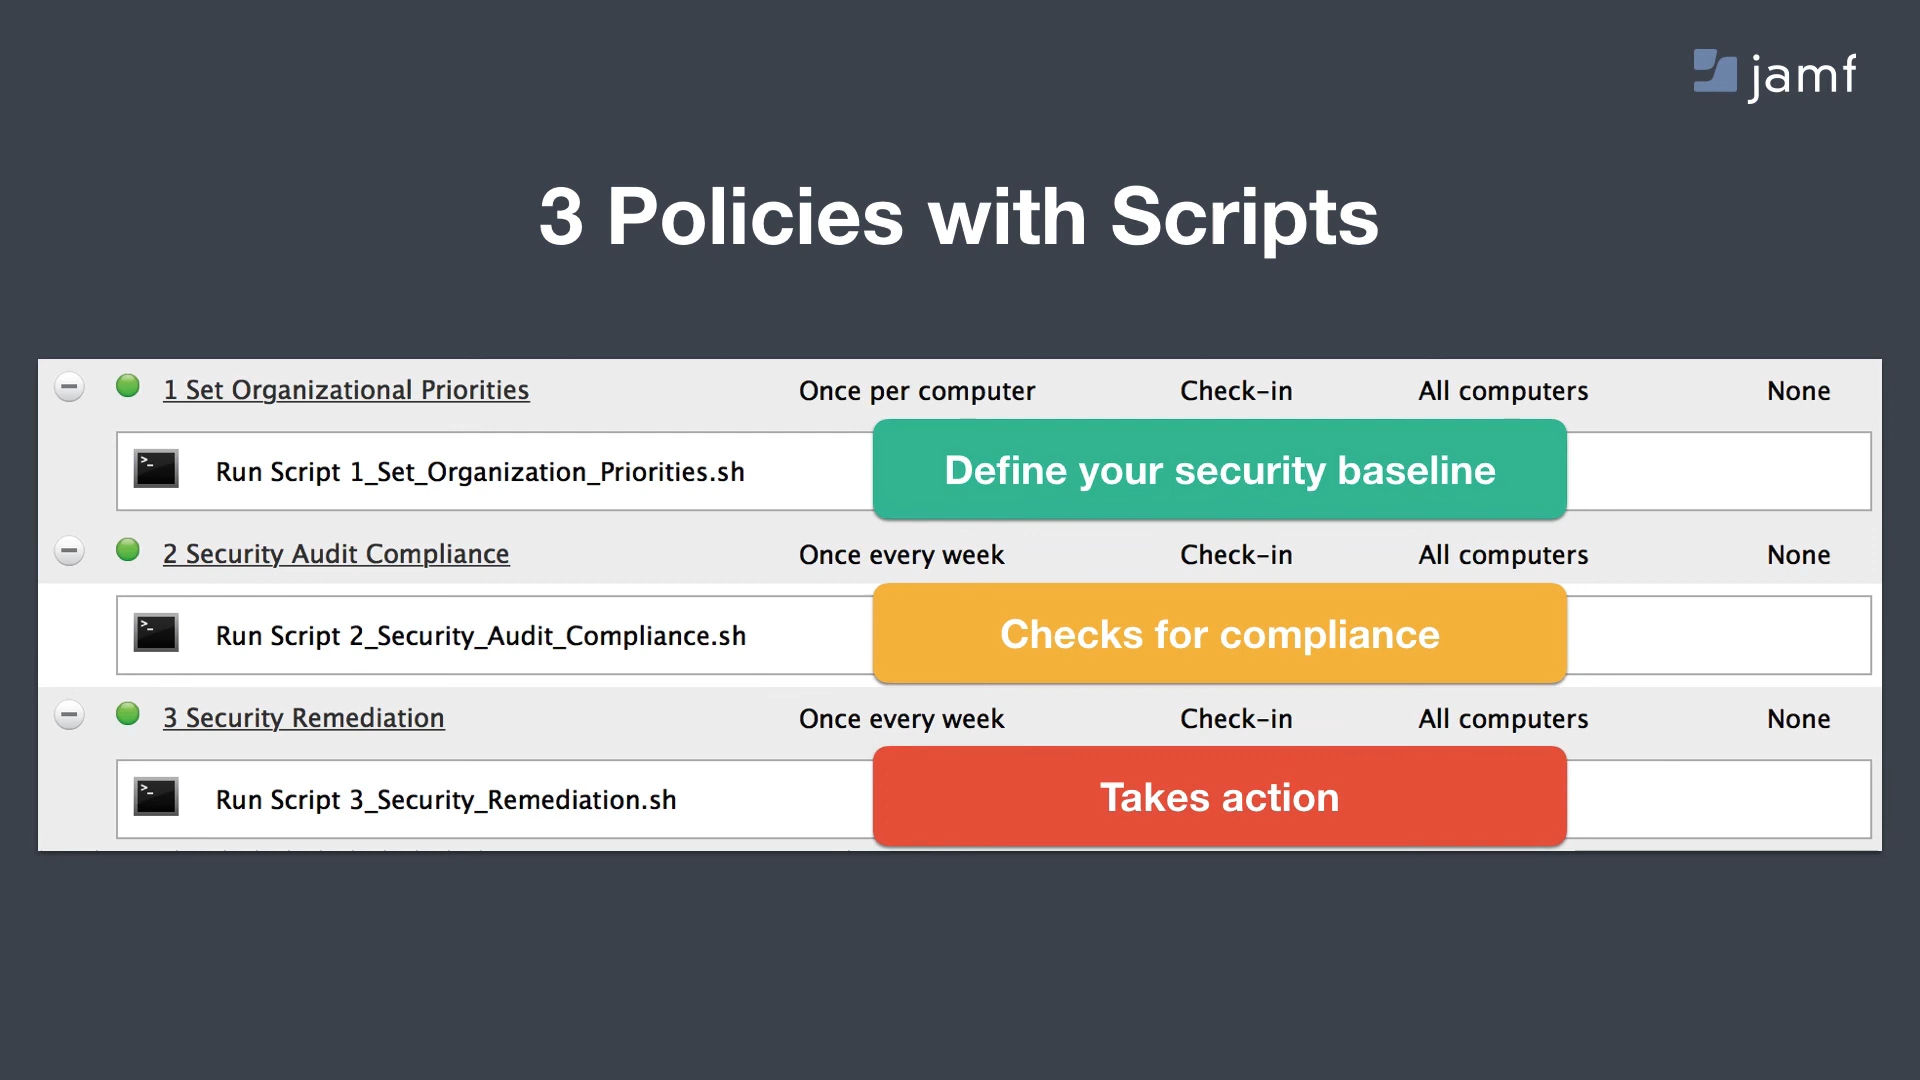 jamf
3 Policies with Scripts
1 Set Organizational Priorities Once per computer Check-in All computers None
>_ Run Script 1_Set_Organization_Priorities.sh Define your security baseline
2 Security Audit Compliance Once every week Check-in All computers None
>_ Run Script 2_Security_Audit_Compliance.sh Checks for compliance
3 Security Remediation Once every week Check-in All computers None
>_ Run Script 3_Security_Remediation.sh Takes action